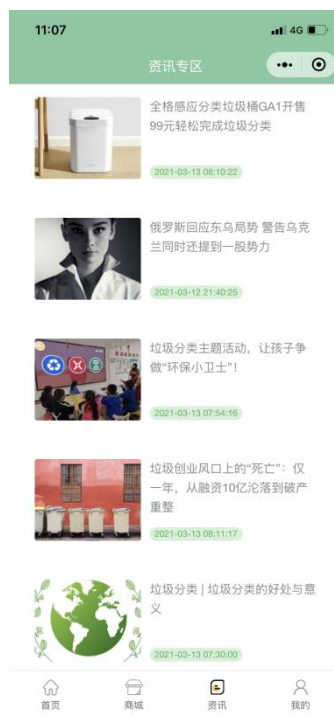 11:07
4G
资讯专区
全格感应分类垃圾桶GA1开售
99元轻松完成垃圾分类
2021-03-13 08:10:22
俄罗斯回应东乌局势 警告乌克
兰同时还提到一股势力
2021-03-12 21:40:25
垃圾分类主题活动，让孩子争
做“环保小卫士”！
2021-03-13 07:54:16
垃圾创业风口上的“死亡”：仅
一年，从融资10亿沦落到破产
重整
2021-03-13 08:11:17
垃圾分类 | 垃圾分类的好处与意
义
2021-03-13 07:30:00
首页
商城
资讯
我的